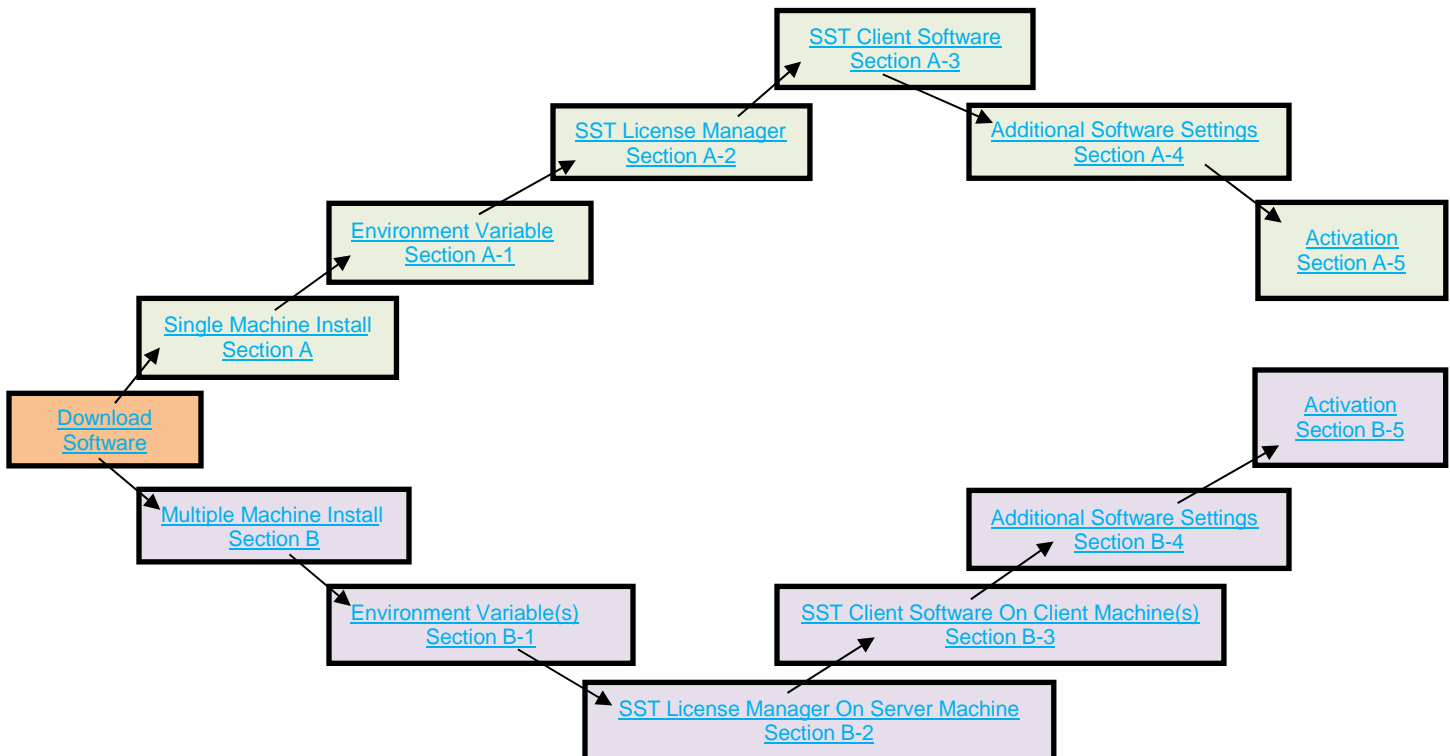 SST Client Software
Section A-3
SST License Manager
Section A-2
Additional Software Settings
Section A-4
Environment Variable
Section A-1
Activation
Section A-5
Single Machine Install
Section A
Download
Software
Activation
Section B-5
Multiple Machine Install
Section B
Additional Software Settings
Section B-4
Environment Variable(s)
Section B-1
SST Client Software On Client Machine(s)
Section B-3
SST License Manager On Server Machine
Section B-2